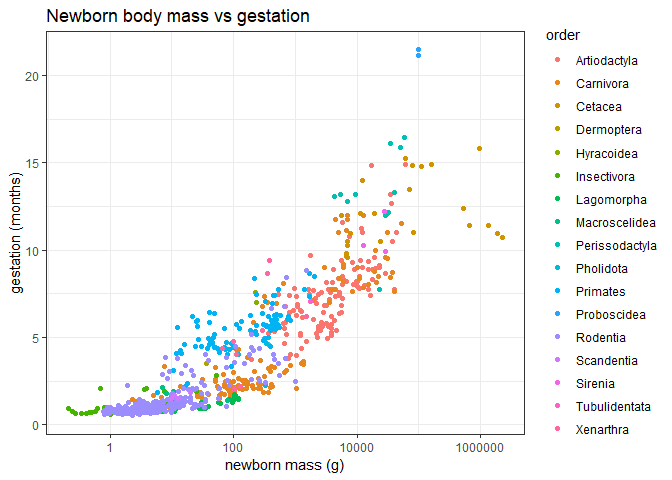 Newborn body mass vs gestation
order
Artiodactyla
Carnivora
Cetacea
Dermoptera
Hyracoidea
Insectivora
Lagomorpha
Macroscelidea
Perissodactyla
Pholidota
Primates
Proboscidea
Rodentia
Scandentia
Sirenia
Tubulidentata
Xenarthra
gestation (months)
20
15
10
5
0
1
100
10000
1000000
newborn mass (g)